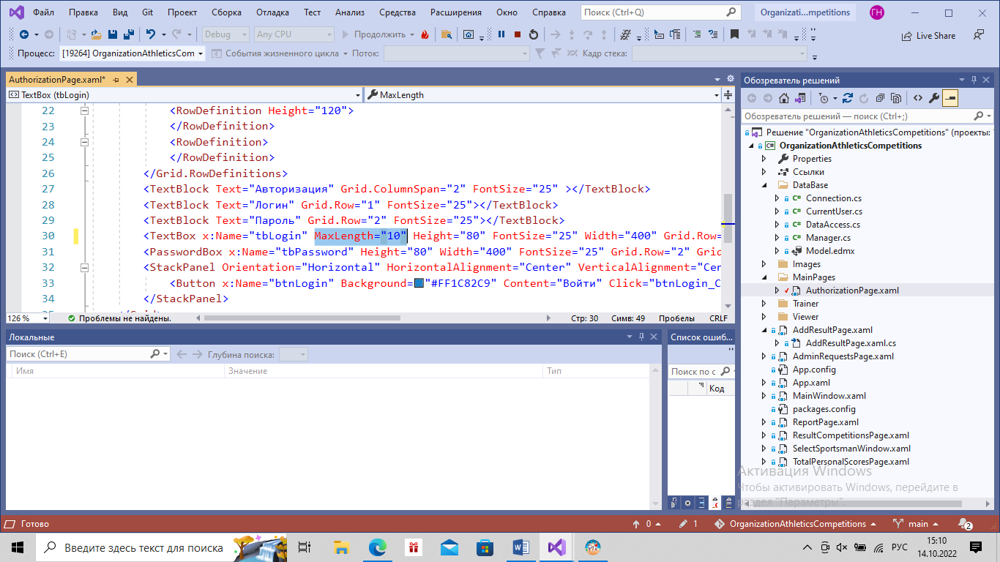 Файл Правка Вид Git Проект Сборка Отладка Тест Анализ Средства Расширения Окно Справка Поиск (Ctrl+Q) Organizati...mpetitions ГН
Debug Any CPU Продолжить Live Share
Процесс: [19264] OrganizationAthleticsCom События жизненного цикла Поток: Кадр стека:
AuthorizationPage.xaml*
TextBox (tbLogin) MaxLength
22 <RowDefinition Height="120">
23 </RowDefinition>
24 <RowDefinition>
25 </RowDefinition>
26 </Grid.RowDefinitions>
27 <TextBlock Text="Авторизация" Grid.ColumnSpan="2" FontSize="25" ></TextBlock>
28 <TextBlock Text="Логин" Grid.Row="1" FontSize="25"></TextBlock>
29 <TextBlock Text="Пароль" Grid.Row="2" FontSize="25"></TextBlock>
30 <TextBox x:Name="tbLogin" MaxLength="10" Height="80" FontSize="25" Width="400" Grid.Row=
31 <PasswordBox x:Name="tbPassword" Height="80" Width="400" FontSize="25" Grid.Row="2" Grid
32 <StackPanel Orientation="Horizontal" HorizontalAlignment="Center" VerticalAlignment="Cen
33 <Button x:Name="btnLogin" Background="#FF1C82C9" Content="Войти" Click="btnLogin_C
34 </StackPanel>
126 % Проблемы не найдены. Стр: 30 Симв: 49 Пробелы CRLF
Локальные
Поиск (Ctrl+E) Глубина поиска:
Имя Значение Тип
Список ошиб...
Поиск по с
Код
Обозреватель решений
Обозреватель решений — поиск (Ctrl+;)
Решение "OrganizationAthleticsCompetitions" (проекты:
OrganizationAthleticsCompetitions
Properties
Ссылки
DataBase
Connection.cs
CurrentUser.cs
DataAccess.cs
Manager.cs
Model.edmx
Images
MainPages
AuthorizationPage.xaml
Trainer
Viewer
AddResultPage.xaml
AddResultPage.xaml.cs
AdminRequestsPage.xaml
App.config
App.xaml
MainWindow.xaml
packages.config
ReportPage.xaml
ResultCompetitionsPage.xaml
SelectSportsmanWindow.xaml
TotalPersonalScoresPage.xaml
Активация Windows
Чтобы активировать Windows, перейдите в
раздел "Параметры".
Готово 0 1 OrganizationAthleticsCompetitions main 2
Введите здесь текст для поиска РУС 15:10
14.10.2022